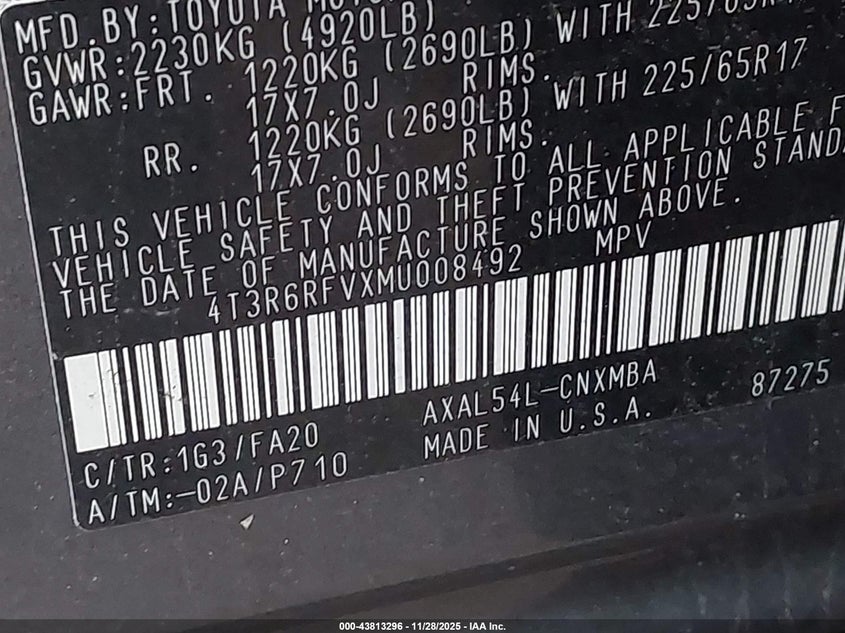 MFD.BY:TOYOTA MOTO
GVWR:2230KG (4920LB)
GAWR:FRT. 1220KG (2690LB) WITH 225/65R17
17X7.0J RIMS.
RR. 1220KG (2690LB) WITH 225/65R17
17X7.0J RIMS.
THIS VEHICLE CONFORMS TO ALL APPLICABLE F
VEHICLE SAFETY AND THEFT PREVENTION STANDA
THE DATE OF MANUFACTURE SHOWN ABOVE.
4T3R6RFVXMU008492 MPV
C/TR:1G3/FA20 AXAL54L-CNXMBA 87275
A/TM:-02A/P710 MADE IN U.S.A.
000-43813296 - 11/28/2025 - IAA Inc.